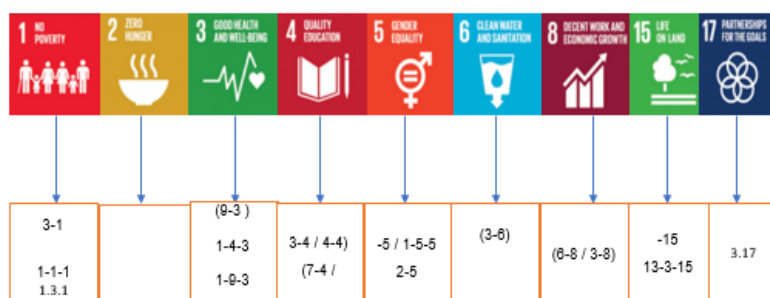 1 NO POVERTY
2 ZERO HUNGER
3 GOOD HEALTH AND WELL-BEING
4 QUALITY EDUCATION
5 GENDER EQUALITY
6 CLEAN WATER AND SANITATION
8 DECENT WORK AND ECONOMIC GROWTH
15 LIFE ON LAND
17 PARTNERSHIPS FOR THE GOALS
3-1
1-1-1
1.3.1
(9-3 )
1-4-3
1-9-3
3-4 / 4-4)
(7-4 /
-5 / 1-5-5
2-5
(3-6)
(6-8 / 3-8)
-15
13-3-15
3.17